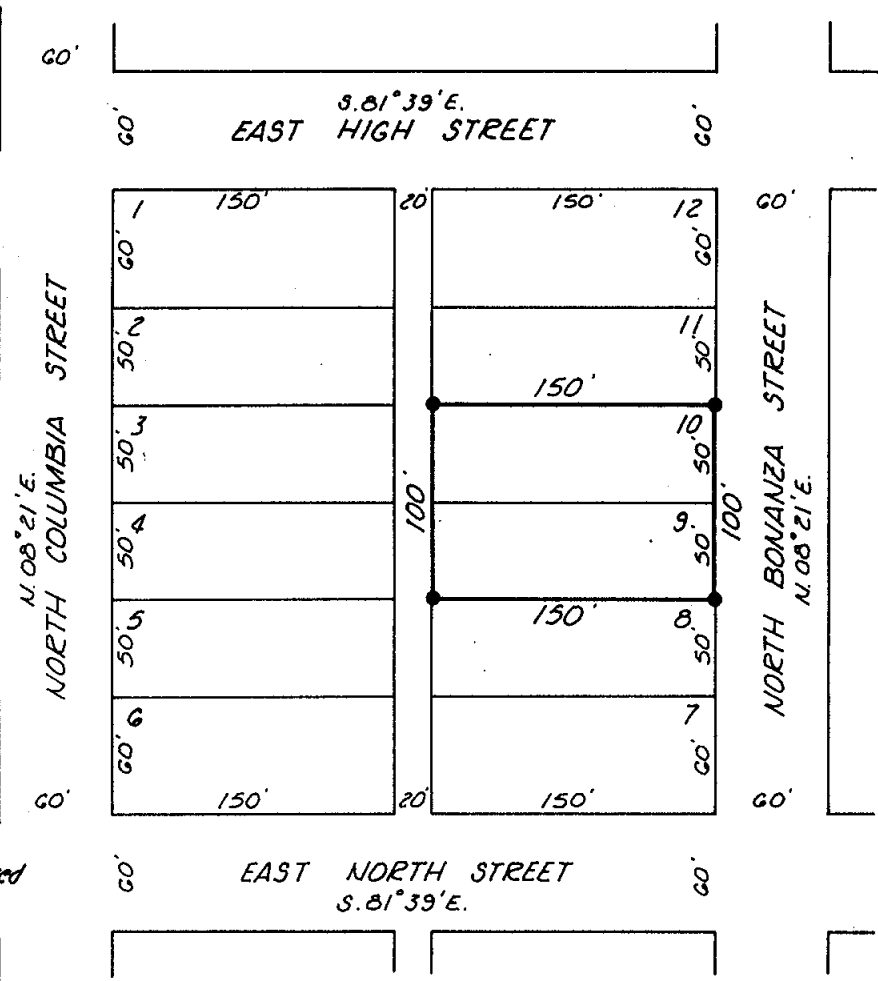 60'
S.81°39'E.
60' EAST HIGH STREET 60'
1 150' 20' 150' 12 60'
60' 60'
2 11
50' 50'
150'
3 10
50' 50'
N.08°21'E.
NORTH COLUMBIA STREET
100'
100'
NORTH BONANZA STREET
N.08°21'E.
4 9
50' 50'
150'
5 8
50' 50'
6 7
60' 60'
60' 150' 20' 150' 60'
60' EAST NORTH STREET 60'
S.81°39'E.